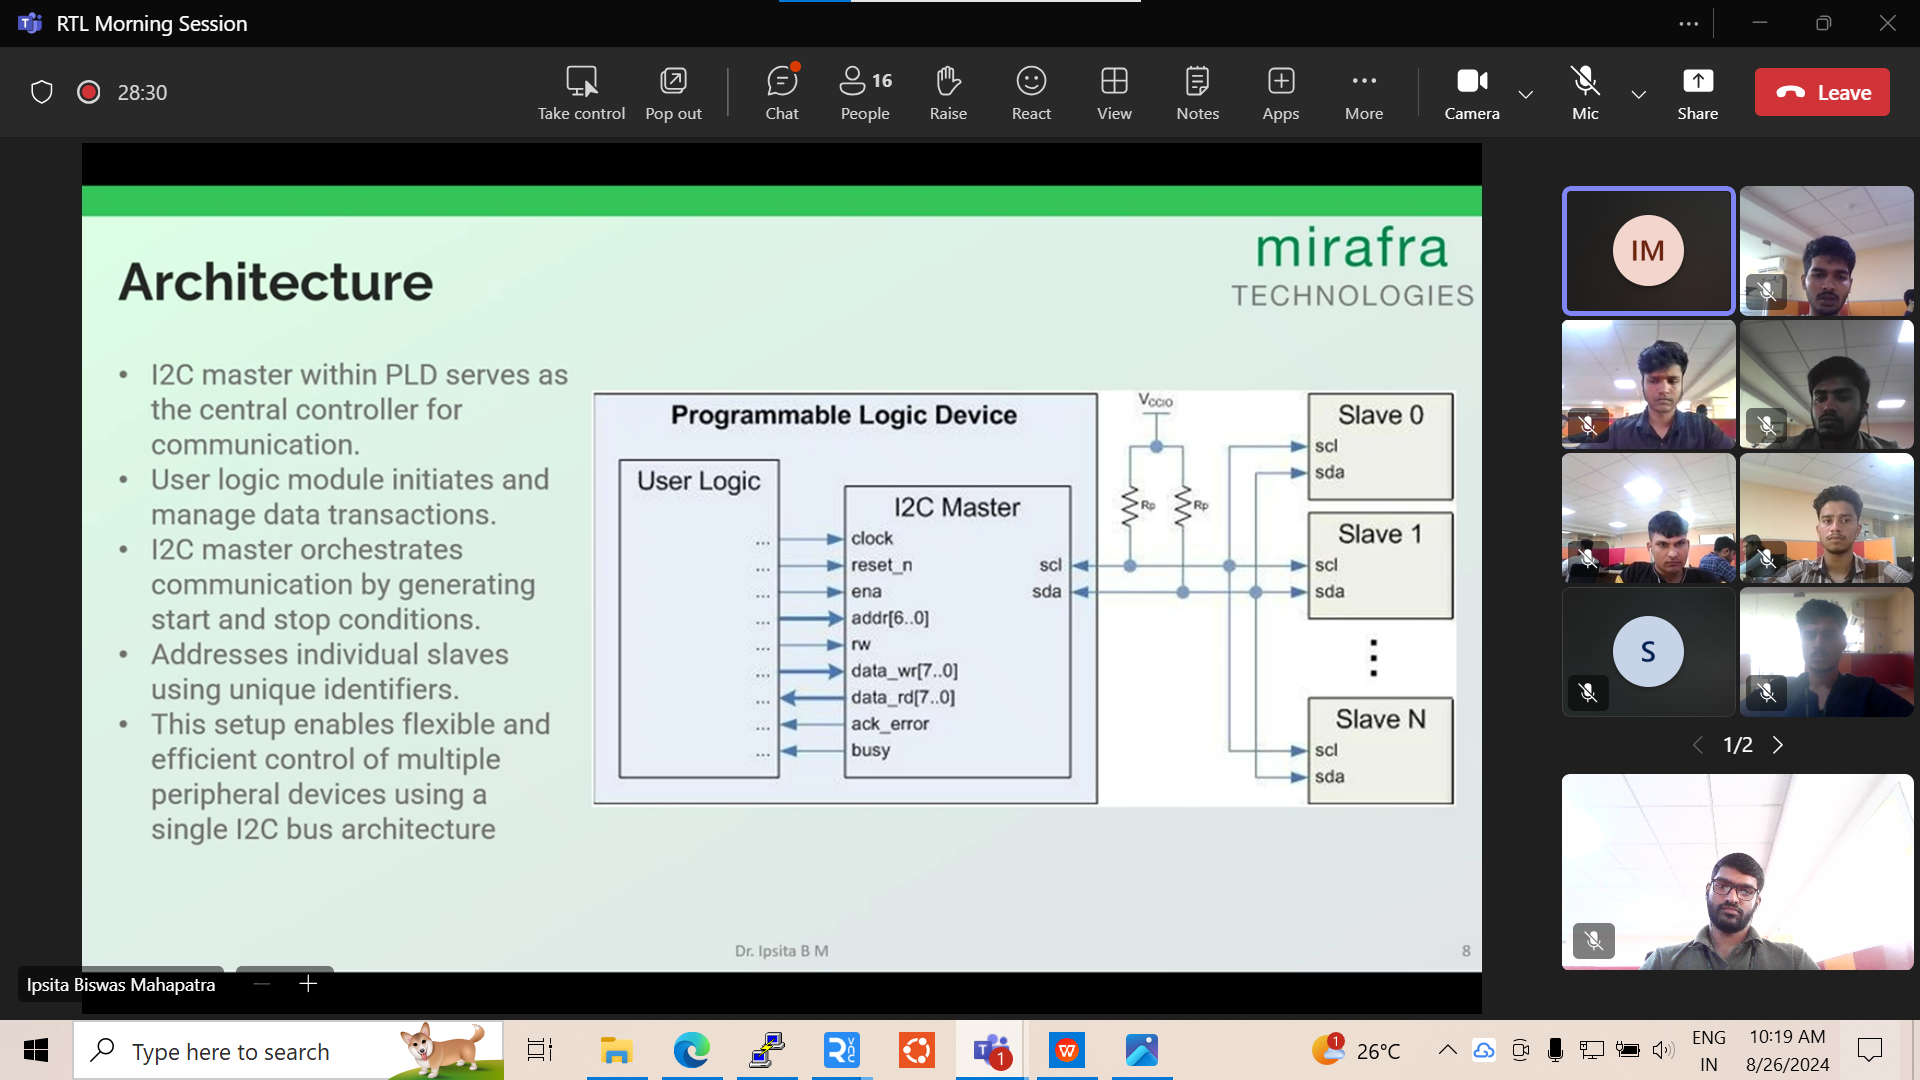 RTL Morning Session
28:30
Take control
Pop out
Chat
16
People
Raise
React
View
Notes
Apps
More
Camera
Mic
Share
Leave
mirafra
TECHNOLOGIES
Architecture
• I2C master within PLD serves as
the central controller for
communication.
• User logic module initiates and
manage data transactions.
• I2C master orchestrates
communication by generating
start and stop conditions.
• Addresses individual slaves
using unique identifiers.
• This setup enables flexible and
efficient control of multiple
peripheral devices using a
single I2C bus architecture
Programmable Logic Device
User Logic
...
...
...
...
...
...
...
...
...
I2C Master
clock
reset_n
ena
addr[6..0]
rw
data_wr[7..0]
data_rd[7..0]
ack_error
busy
scl
sda
VCCIO
Rp
Rp
Slave 0
scl
sda
Slave 1
scl
sda
Slave N
scl
sda
Dr. Ipsita B M
8
IM
S
1/2
Ipsita Biswas Mahapatra
Type here to search
1
1
26°C
ENG
IN
10:19 AM
8/26/2024